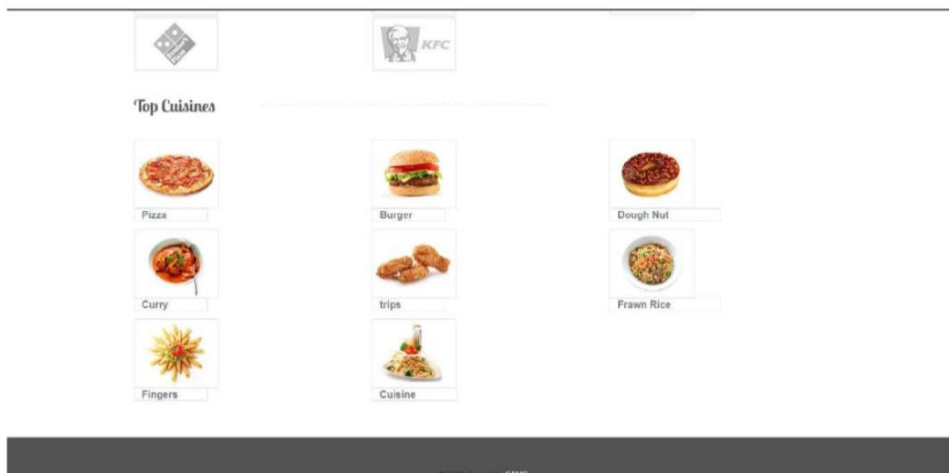 KFC
Top Cuisines
Pizza
Burger
Dough Nut
Curry
trips
Frawn Rice
Fingers
Cuisine